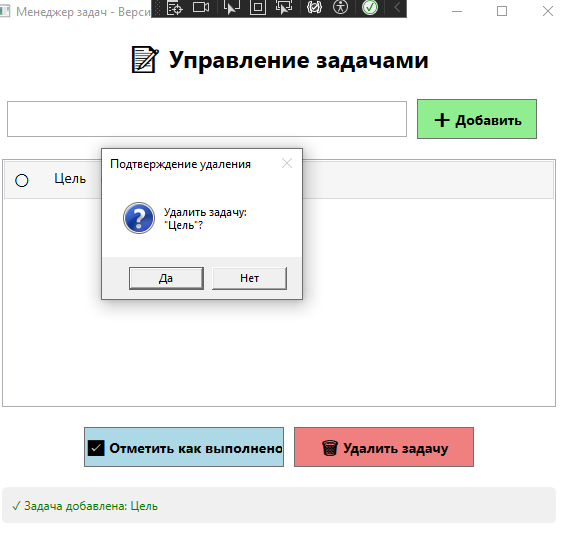 Менеджер задач - Верси
📝 Управление задачами
➕ Добавить
○ Цель
Подтверждение удаления
Удалить задачу:
"Цель"?
Да
Нет
☑ Отметить как выполнено
🗑 Удалить задачу
✓ Задача добавлена: Цель